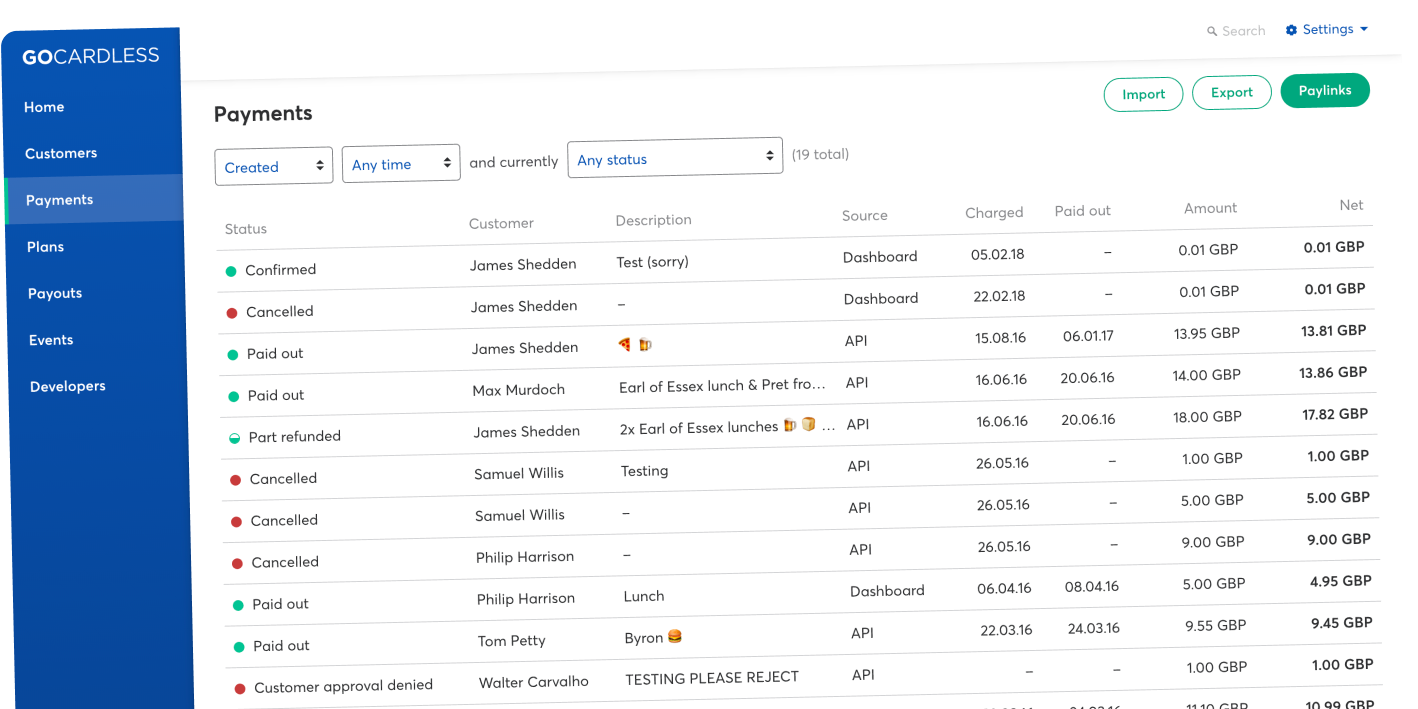 GOCARDLESS
Search Settings
Home
Customers
Payments
Plans
Payouts
Events
Developers
Payments
Import Export Paylinks
Created Any time and currently Any status (19 total)
Status Customer Description Source Charged Paid out Amount Net
Confirmed James Shedden Test (sorry) Dashboard 05.02.18 – 0.01 GBP 0.01 GBP
Cancelled James Shedden – Dashboard 22.02.18 – 0.01 GBP 0.01 GBP
Paid out James Shedden 🍕 🍺 API 15.08.16 06.01.17 13.95 GBP 13.81 GBP
Paid out Max Murdoch Earl of Essex lunch & Pret fro... API 16.06.16 20.06.16 14.00 GBP 13.86 GBP
Part refunded James Shedden 2x Earl of Essex lunches 🍺 🍞 ... API 16.06.16 20.06.16 18.00 GBP 17.82 GBP
Cancelled Samuel Willis Testing API 26.05.16 – 1.00 GBP 1.00 GBP
Cancelled Samuel Willis – API 26.05.16 – 5.00 GBP 5.00 GBP
Cancelled Philip Harrison – API 26.05.16 – 9.00 GBP 9.00 GBP
Paid out Philip Harrison Lunch Dashboard 06.04.16 08.04.16 5.00 GBP 4.95 GBP
Paid out Tom Petty Byron 🍔 API 22.03.16 24.03.16 9.55 GBP 9.45 GBP
Customer approval denied Walter Carvalho TESTING PLEASE REJECT API – – 1.00 GBP 1.00 GBP
11.10 GBP 10.99 GBP